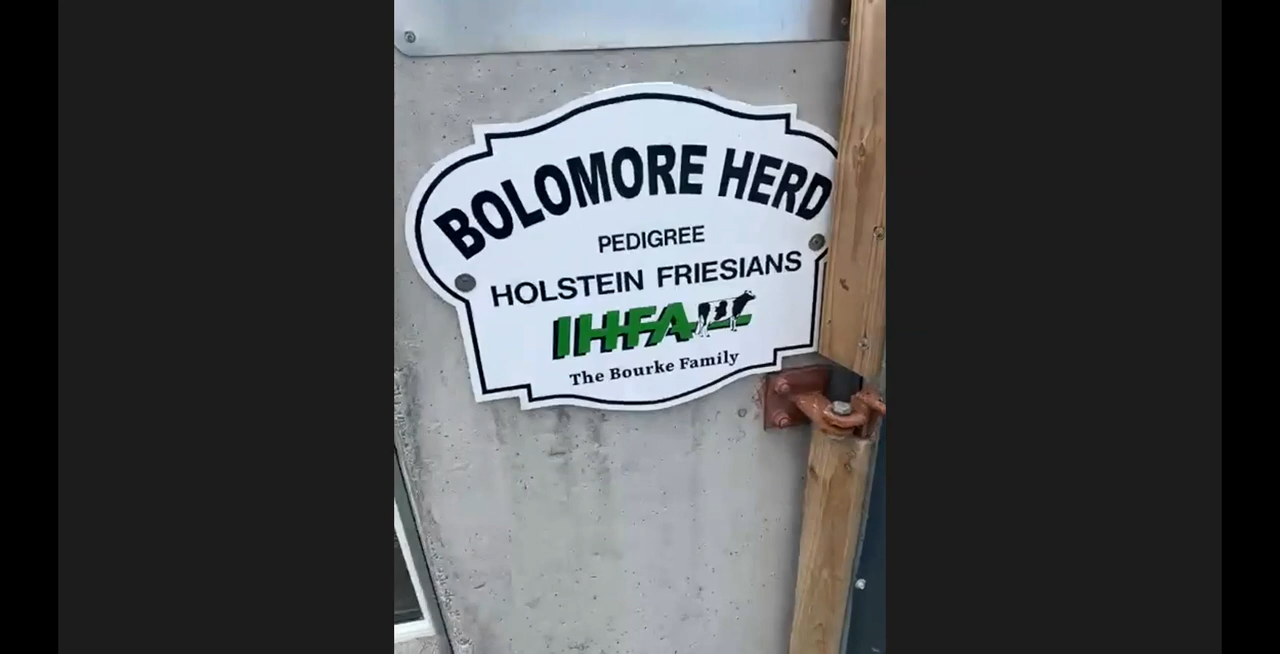 BOLOMORE HERD
PEDIGREE
HOLSTEIN FRIESIANS
IHFA
The Bourke Family